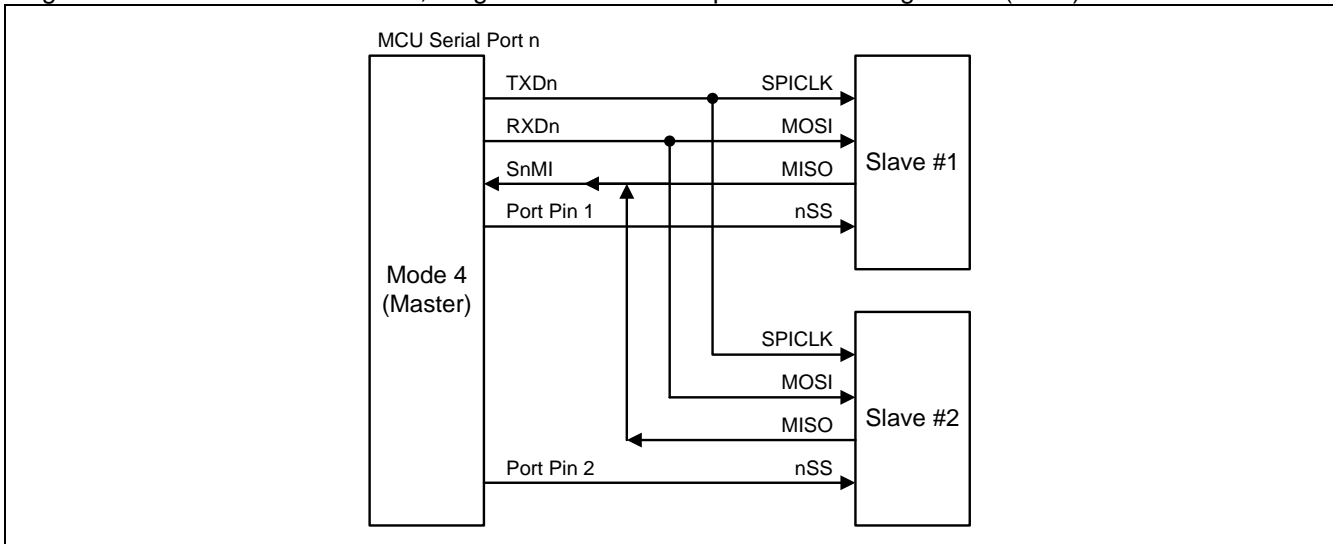 MCU Serial Port n
TXDn SPICLK
RXDn MOSI
SnMI MISO
Slave #1
Port Pin 1 nSS
Mode 4
(Master)
SPICLK
MOSI
MISO
Slave #2
Port Pin 2 nSS